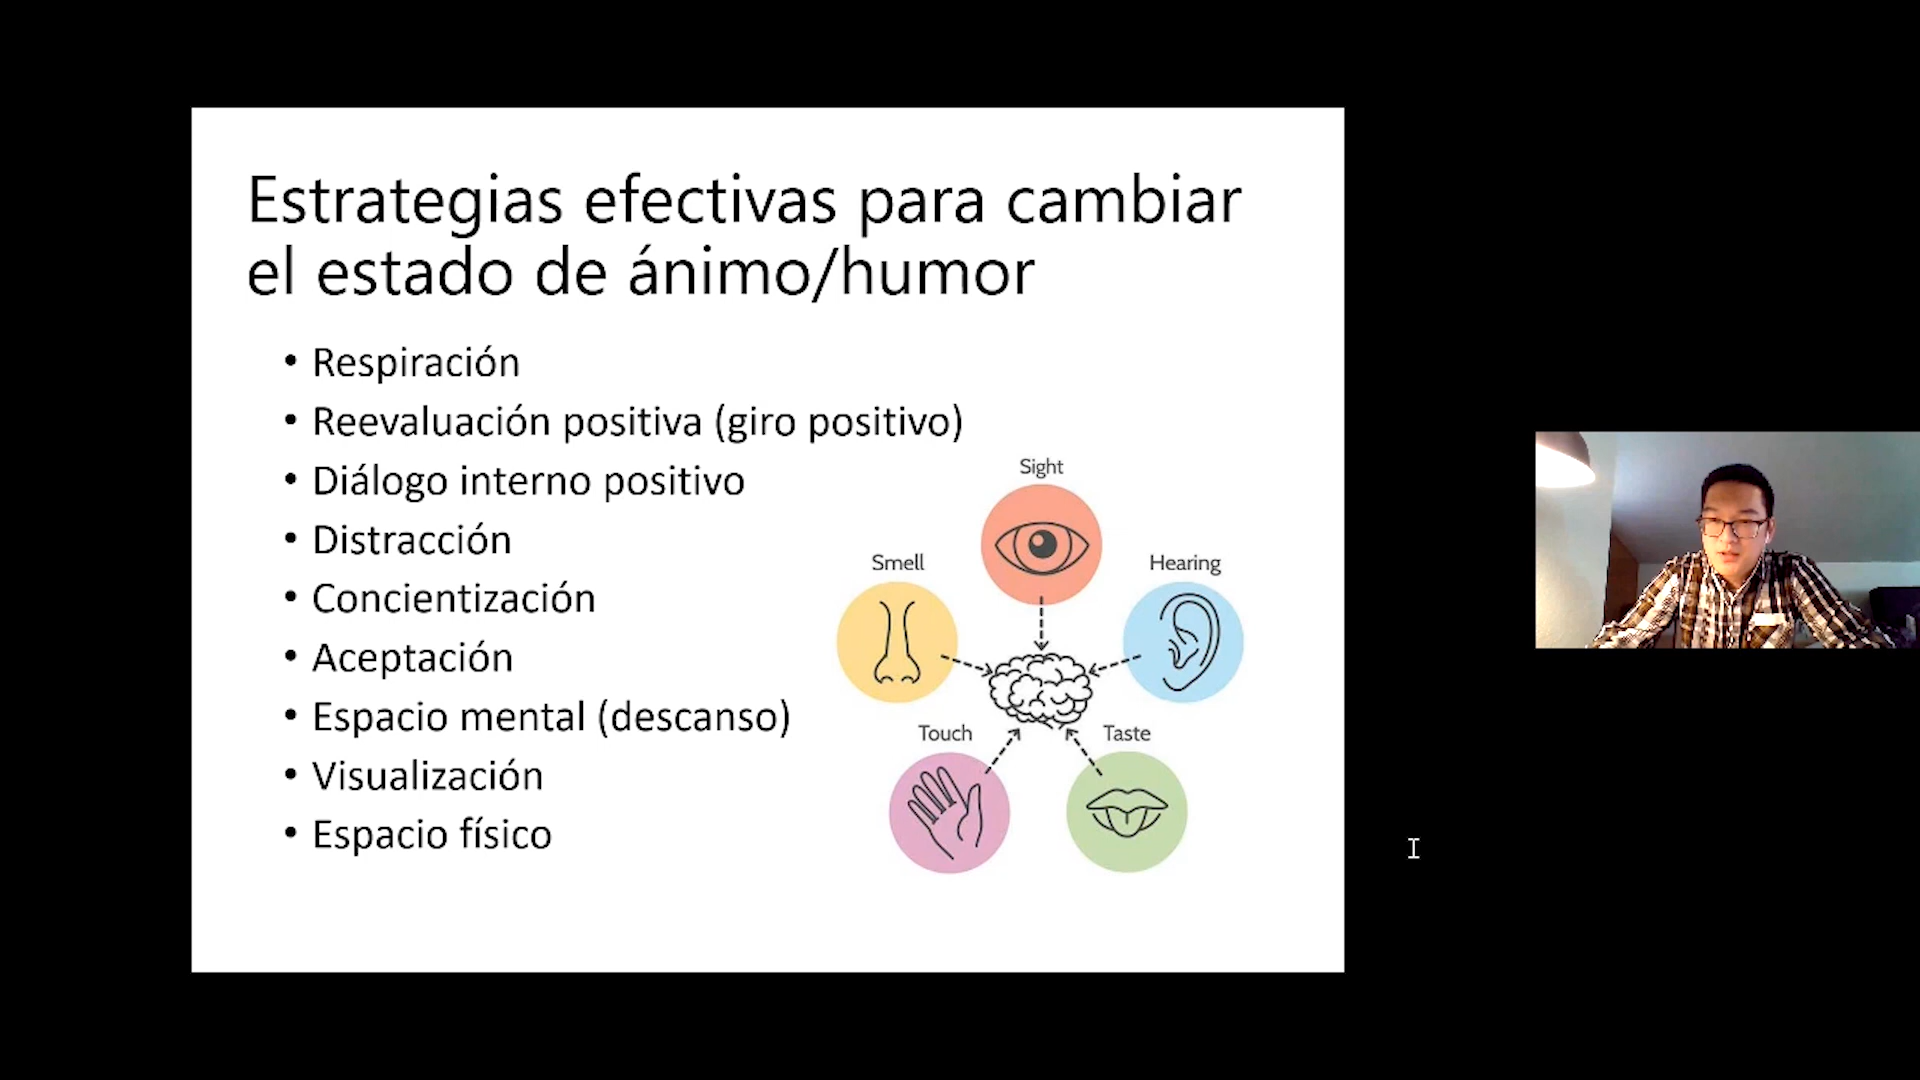 Estrategias efectivas para cambiar
el estado de ánimo/humor
• Respiración
• Reevaluación positiva (giro positivo)
• Diálogo interno positivo
• Distracción
• Concientización
• Aceptación
• Espacio mental (descanso)
• Visualización
• Espacio físico
Sight
Smell
Hearing
Touch
Taste